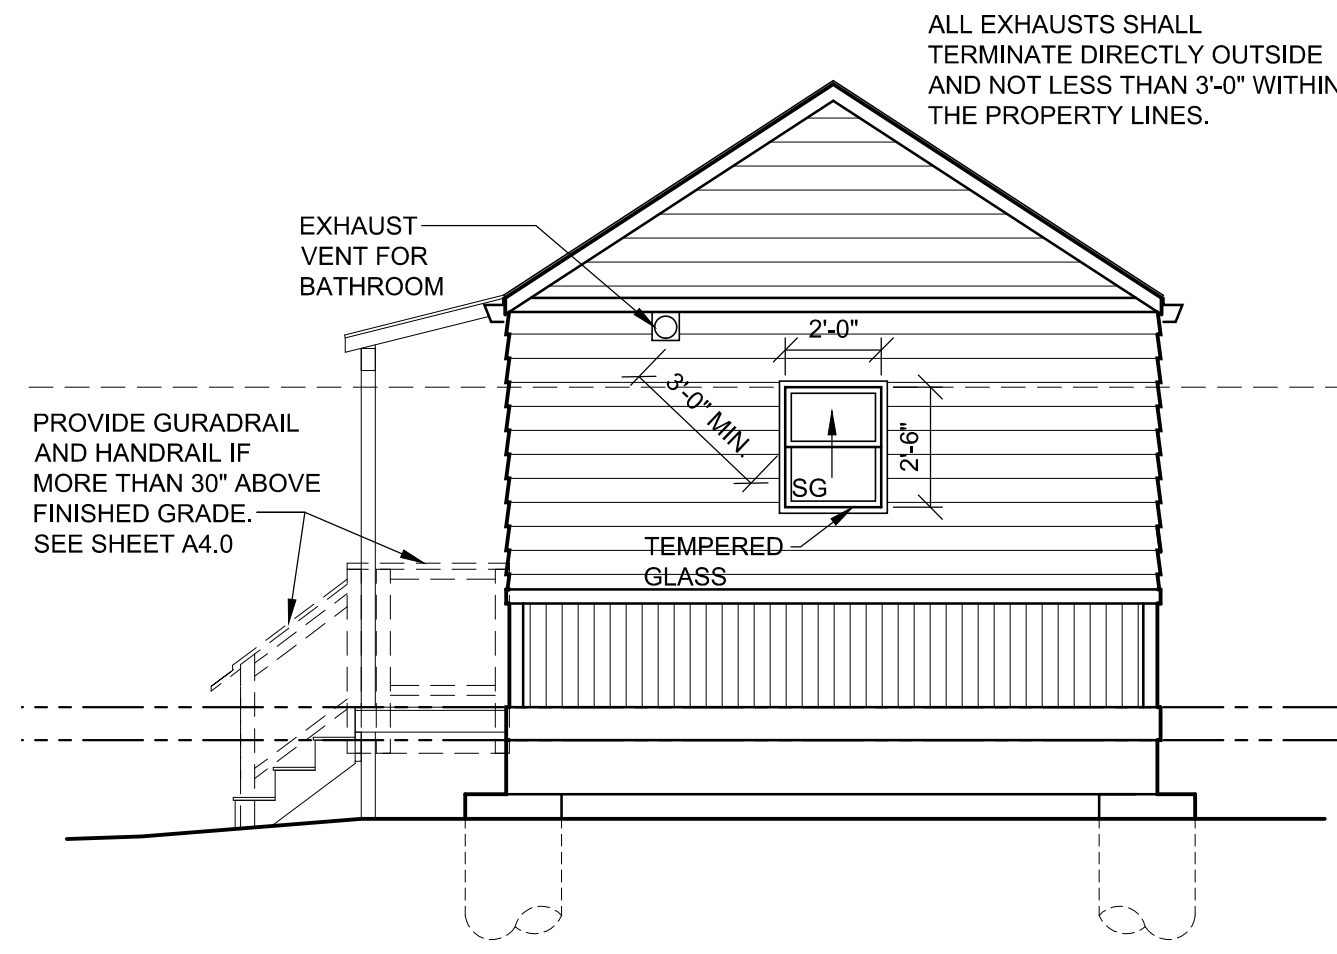 ALL EXHAUSTS SHALL
TERMINATE DIRECTLY OUTSIDE
AND NOT LESS THAN 3'-0" WITHIN
THE PROPERTY LINES.
EXHAUST
VENT FOR
BATHROOM
2'-0"
3'-0" MIN.
2'-6"
PROVIDE GURADRAIL
AND HANDRAIL IF
MORE THAN 30" ABOVE
FINISHED GRADE.
SEE SHEET A4.0
SG
TEMPERED
GLASS